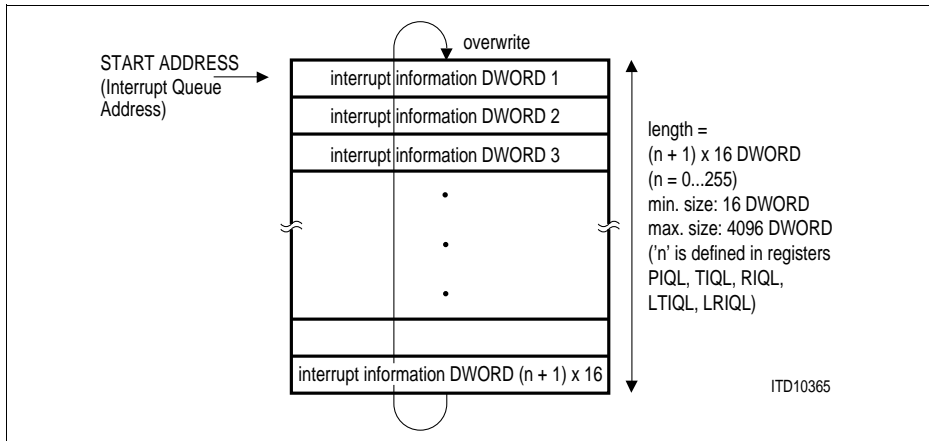 overwrite
START ADDRESS
(Interrupt Queue
Address)
interrupt information DWORD 1
interrupt information DWORD 2
interrupt information DWORD 3
length =
(n + 1) x 16 DWORD
(n = 0...255)
min. size: 16 DWORD
max. size: 4096 DWORD
('n' is defined in registers
PIQL, TIQL, RIQL,
LTIQL, LRIQL)
interrupt information DWORD (n + 1) x 16
ITD10365